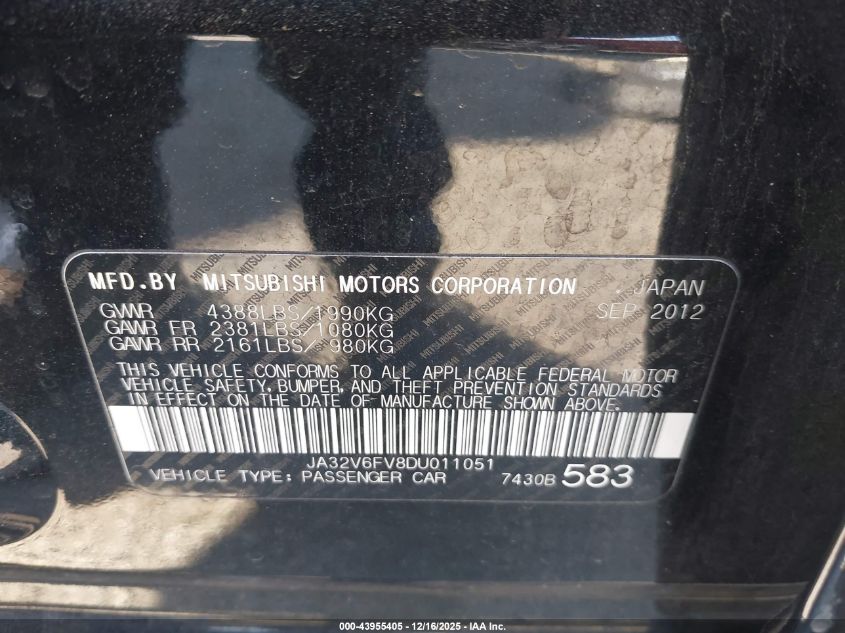 MFD.BY MITSUBISHI MOTORS CORPORATION , JAPAN
GVWR 4388LBS/1990KG SEP 2012
GAWR FR 2381LBS/1080KG
GAWR RR 2161LBS/ 980KG
THIS VEHICLE CONFORMS TO ALL APPLICABLE FEDERAL MOTOR
VEHICLE SAFETY, BUMPER, AND THEFT PREVENTION STANDARDS
IN EFFECT ON THE DATE OF MANUFACTURE SHOWN ABOVE.
JA32V6FV8DU011051
VEHICLE TYPE: PASSENGER CAR 7430B 583
000-43955405 - 12/16/2025 - IAA Inc.